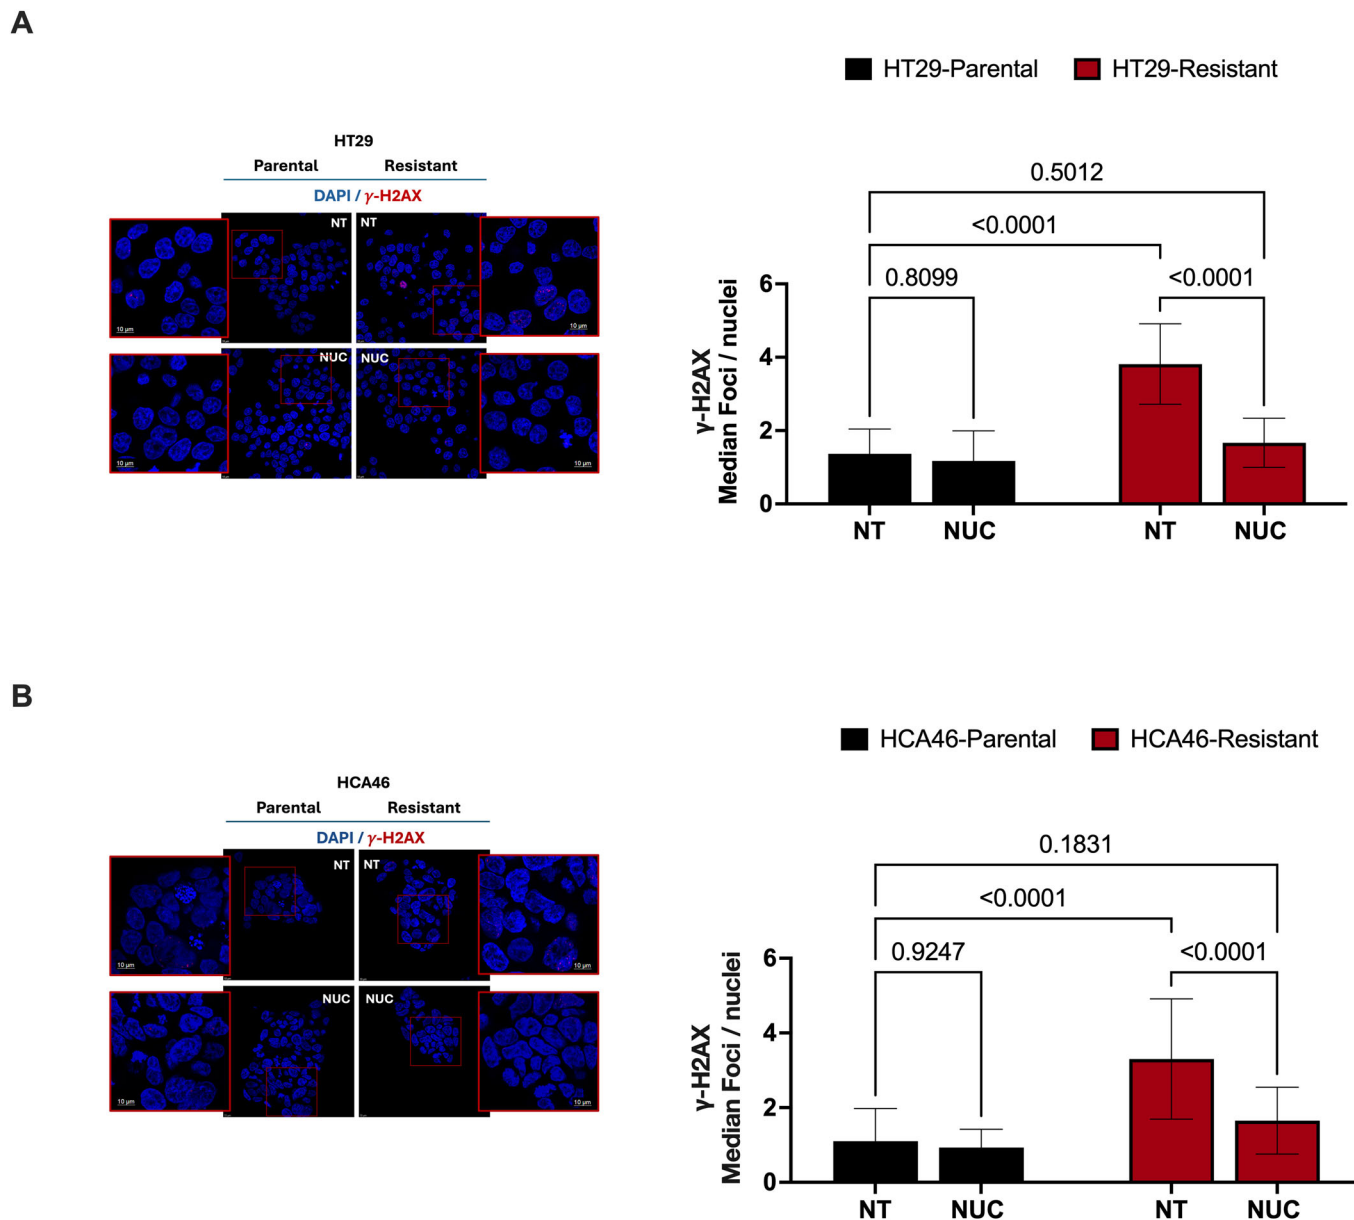 A
HT29-Parental HT29-Resistant
HT29
Parental Resistant
DAPI / γ-H2AX
NT NT
10 µm 10 µm
NUC NUC
10 µm 10 µm
0.5012
<0.0001
0.8099 <0.0001
γ-H2AX
Median Foci / nuclei
6
4
2
0
NT NUC NT NUC
B
HCA46-Parental HCA46-Resistant
HCA46
Parental Resistant
DAPI / γ-H2AX
NT NT
10 µm 10 µm
NUC NUC
10 µm 10 µm
0.1831
<0.0001
0.9247 <0.0001
γ-H2AX
Median Foci / nuclei
6
4
2
0
NT NUC NT NUC